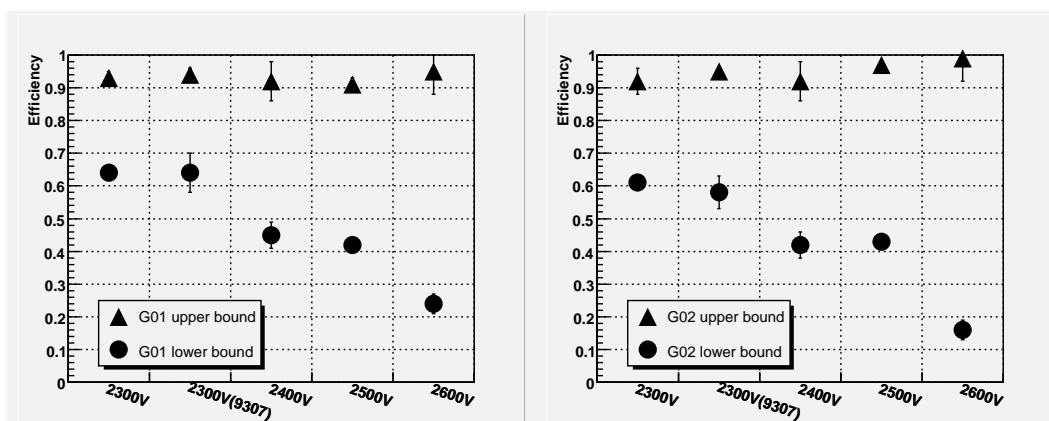 Efficiency
1
0.9
0.8
0.7
0.6
0.5
0.4
0.3
0.2
0.1
0
G01 upper bound
G01 lower bound
2300V
2300V(9307)
2400V
2500V
2600V
Efficiency
1
0.9
0.8
0.7
0.6
0.5
0.4
0.3
0.2
0.1
0
G02 upper bound
G02 lower bound
2300V
2300V(9307)
2400V
2500V
2600V